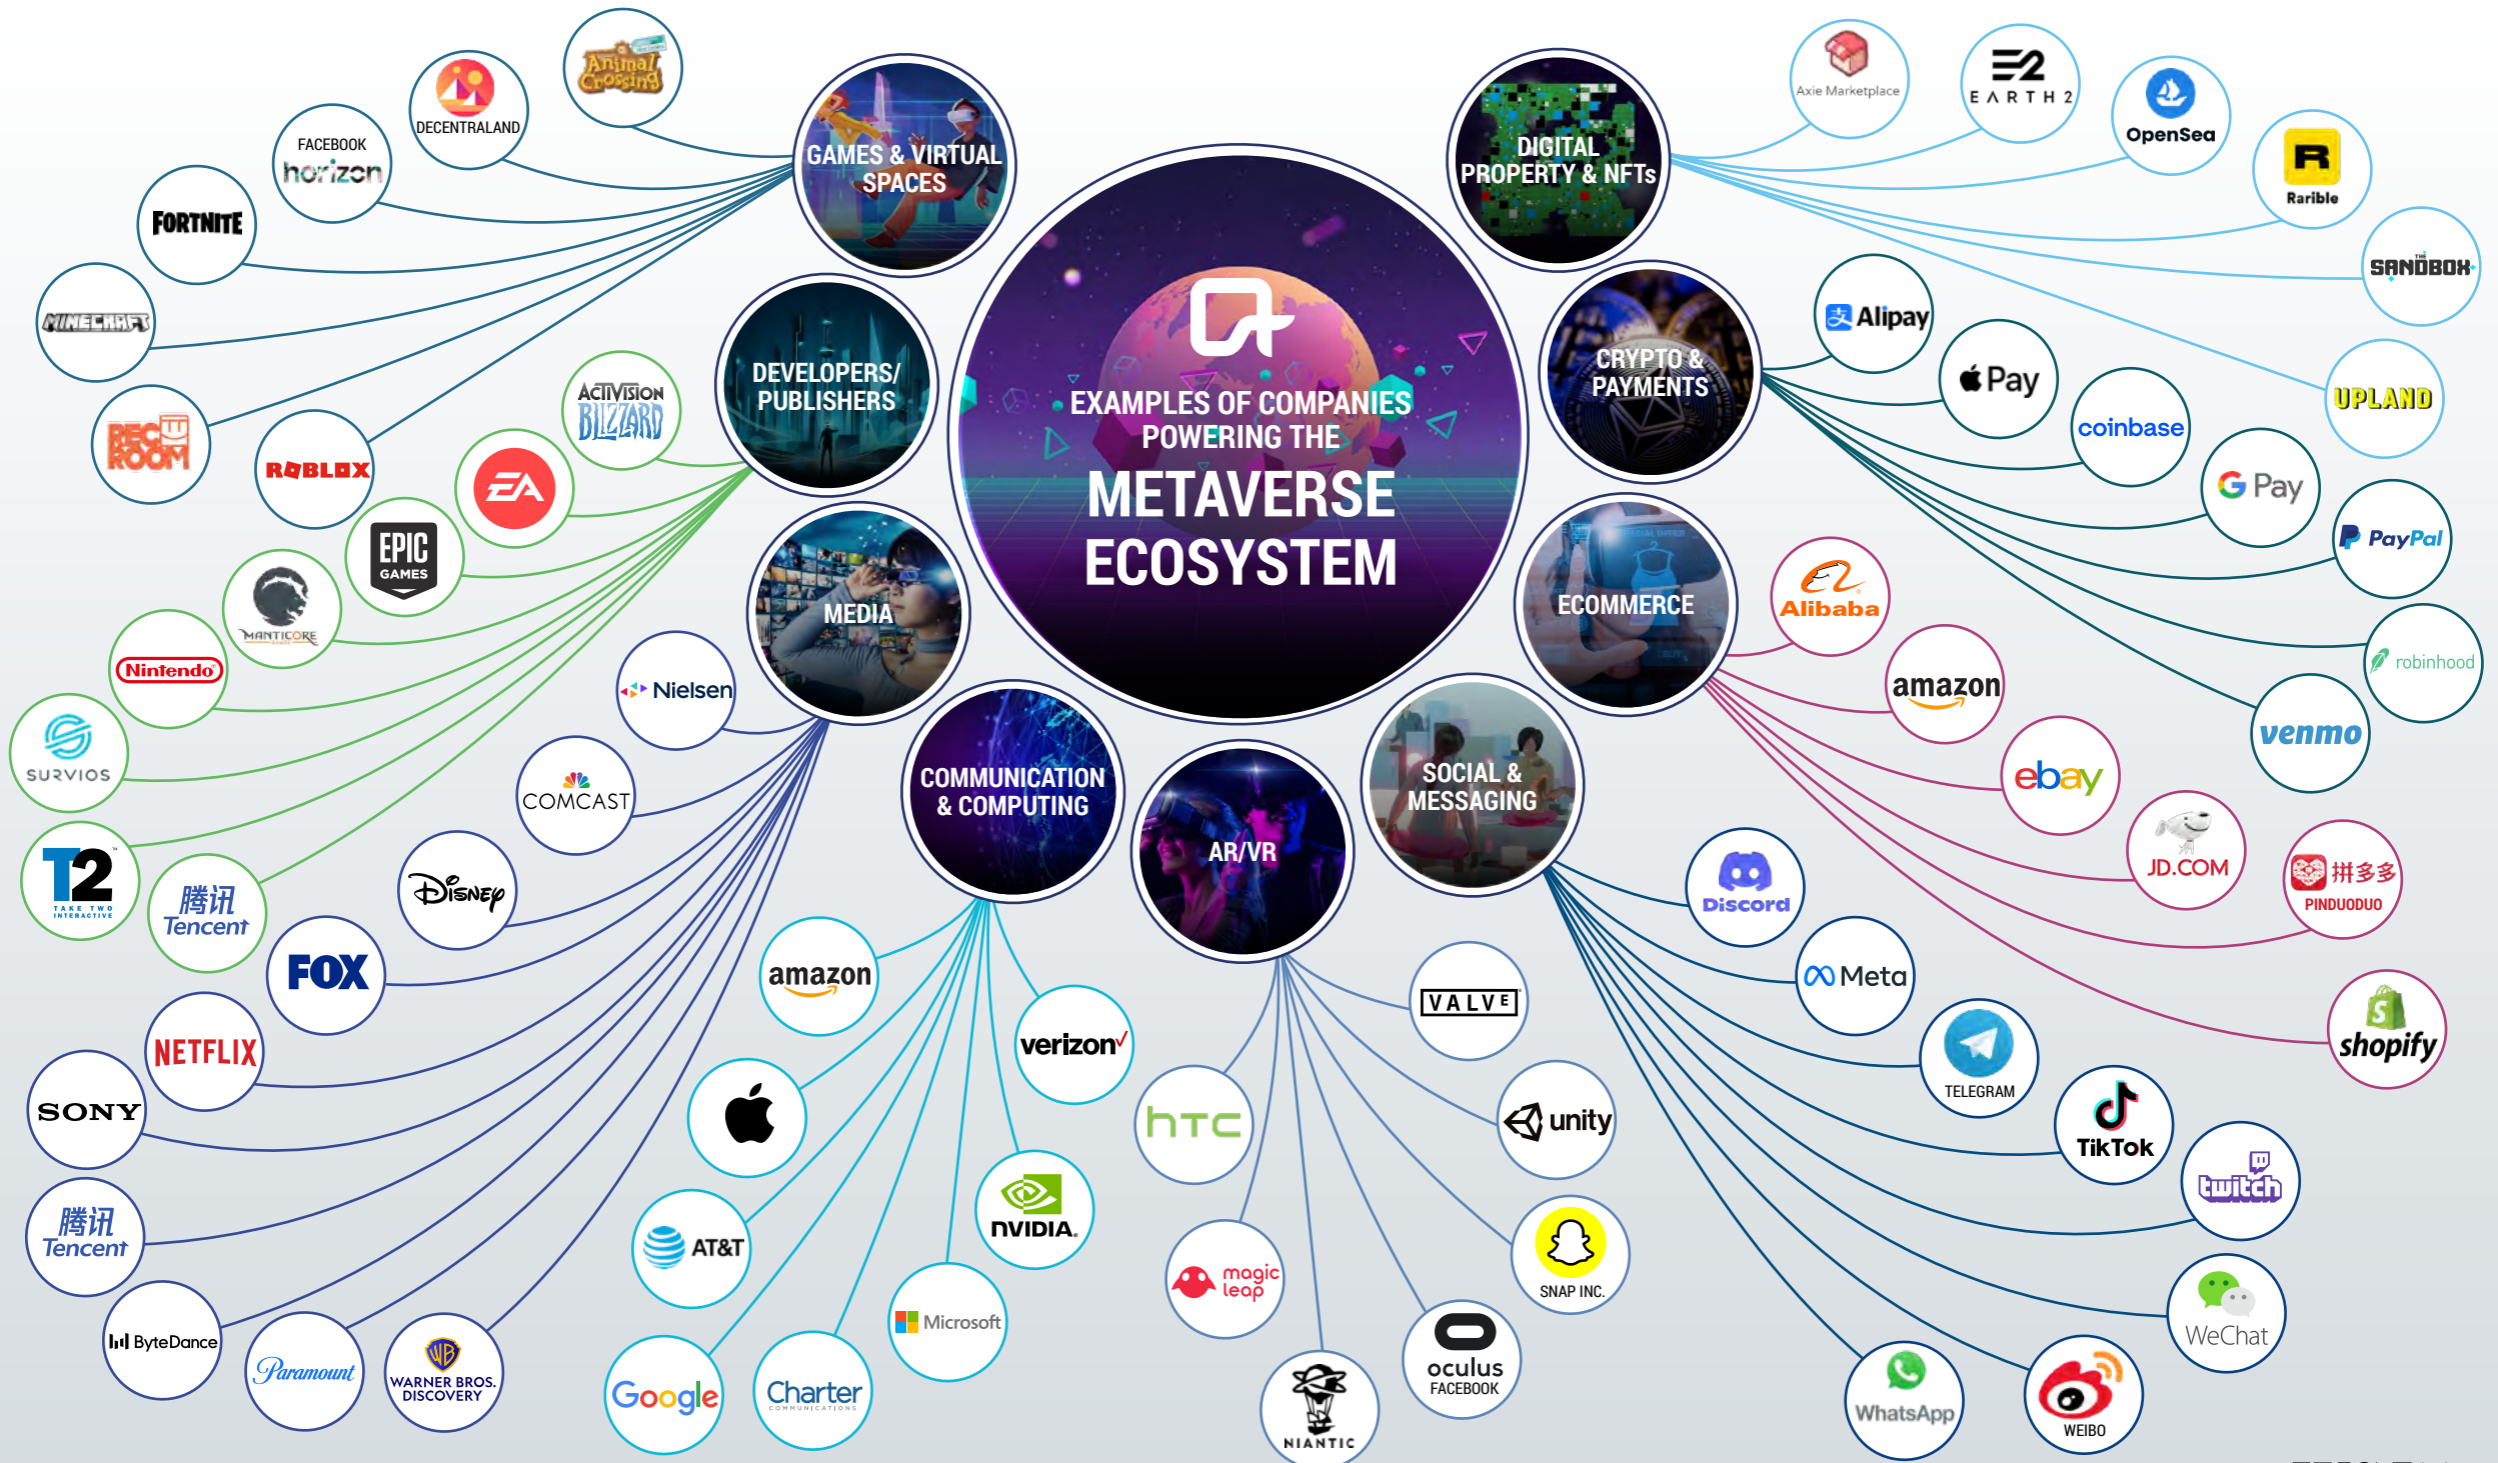 EXAMPLES OF COMPANIES
POWERING THE
METAVERSE
ECOSYSTEM
GAMES & VIRTUAL
SPACES
Animal
Crossing
DECENTRALAND
FACEBOOK
horizon
FORTNITE
MINECRAFT
REC
ROOM
ROBLOX
DEVELOPERS/
PUBLISHERS
ACTIVISION
BLIZZARD
EA
EPIC
GAMES
MANTICORE
Nintendo
SURVIOS
T2
TAKE TWO
INTERACTIVE
腾讯
Tencent
MEDIA
Nielsen
COMCAST
DISNEY
FOX
NETFLIX
SONY
腾讯
Tencent
ByteDance
Paramount
WB
WARNER BROS.
DISCOVERY
COMMUNICATION
& COMPUTING
amazon
AT&T
Google
Charter
COMMUNICATIONS
Microsoft
NVIDIA.
verizon
AR/VR
hTC
magic
leap
NIANTIC
oculus
FACEBOOK
SNAP INC.
unity
VALVE
SOCIAL &
MESSAGING
Discord
Meta
TELEGRAM
TikTok
twitch
WeChat
WEIBO
WhatsApp
ECOMMERCE
Alibaba
amazon
ebay
JD.COM
拼多多
PINDUODUO
S
shopify
CRYPTO &
PAYMENTS
支 Alipay
Pay
coinbase
G Pay
PayPal
robinhood
venmo
DIGITAL
PROPERTY & NFTs
Axie Marketplace
E2
EARTH 2
OpenSea
R
Rarible
THE
SANDBOX
UPLAND